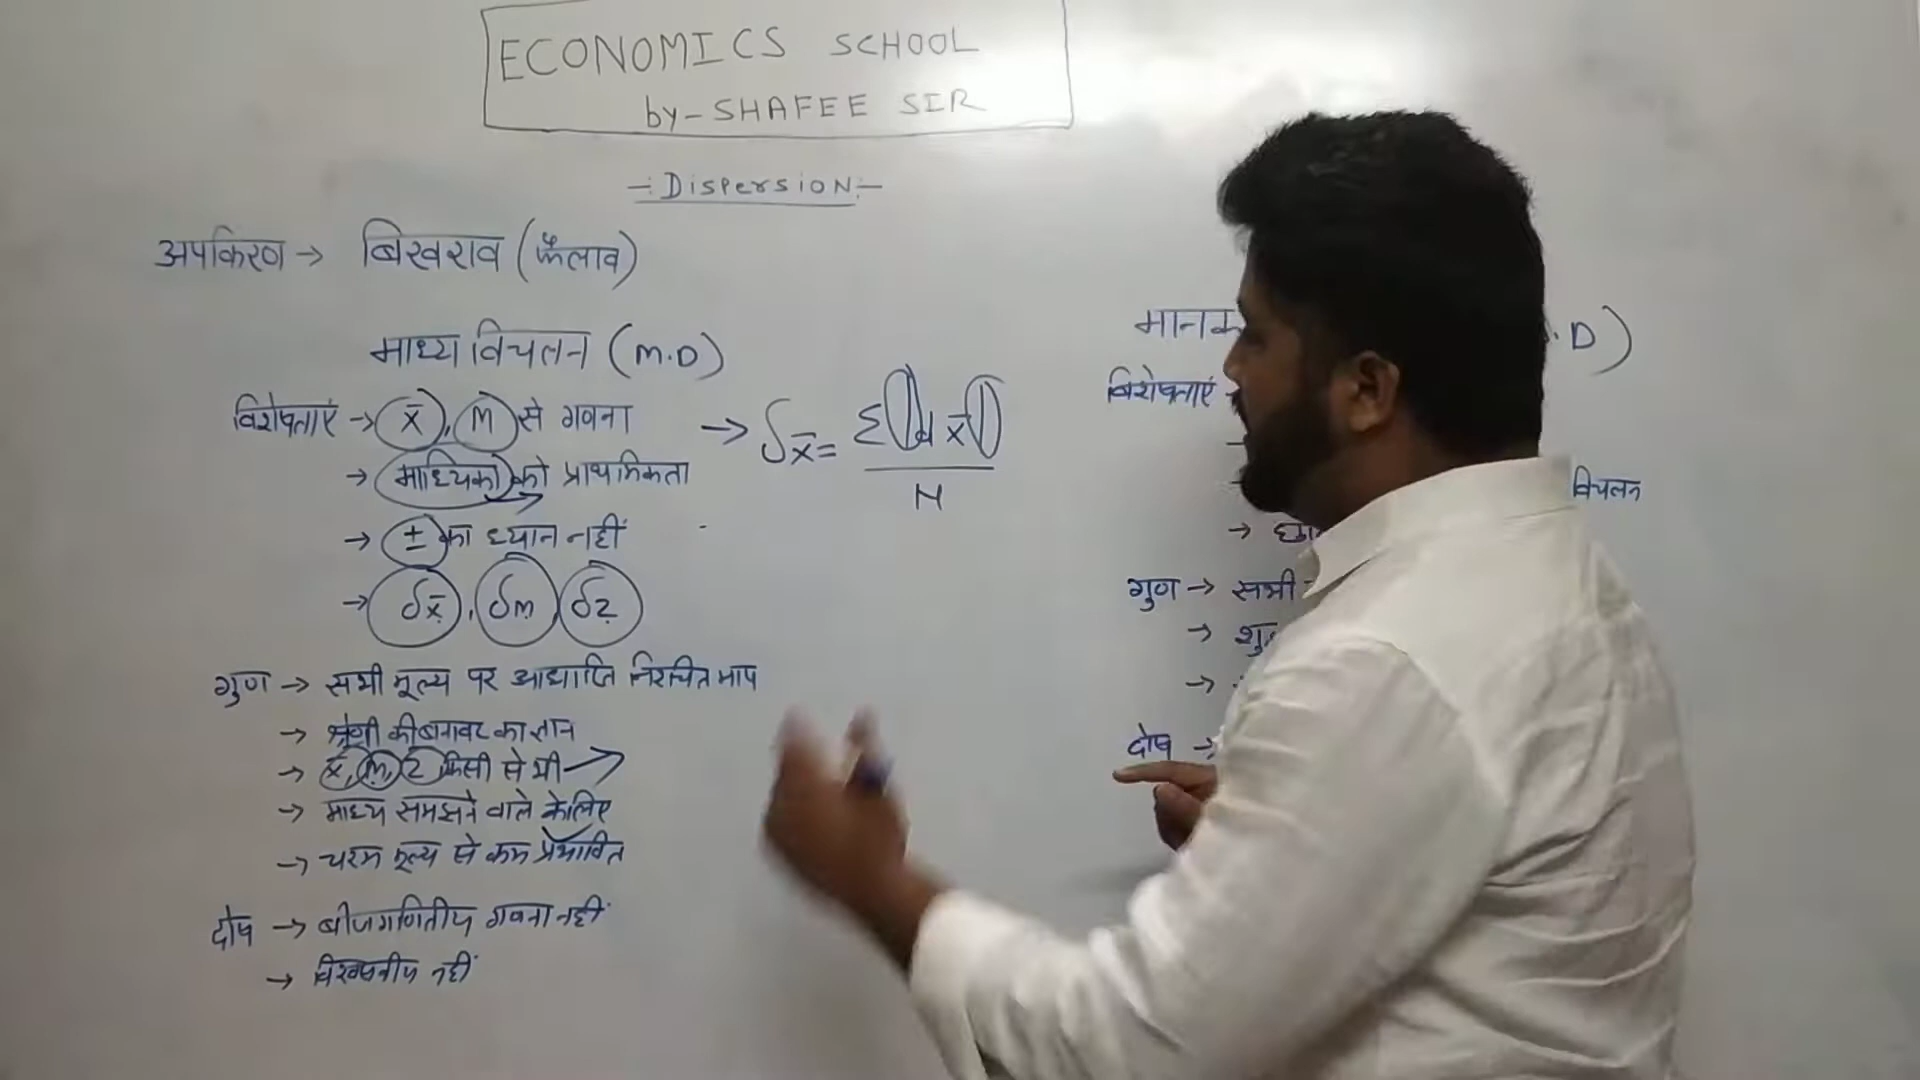 ECONOMICS SCHOOL
by-SHAFEE SIR
-: Dispersion :-
अपकिरण → बिखराव (फैलाव)
माध्य विचलन (M.D)
विशेषताएं → X̄, M से गणना
→ माध्यिका को प्राथमिकता
→ ± का ध्यान नहीं
→ δx̄, δm, δz
→ δx̄ = Σ|d x̄| / N
गुण → सभी मूल्य पर आधारित निश्चित माप
→ श्रेणी की बनावट का ज्ञान
→ x̄, m, z किसी से भी →
→ माध्य समझने वाले के लिए
→ चरम मूल्य से कम प्रभावित
दोष → बीजगणितीय गणना नहीं
→ विश्वसनीय नहीं
मानक .D)
विशेषताएं
विचलन
→
गुण → सभी
→
→
दोष →